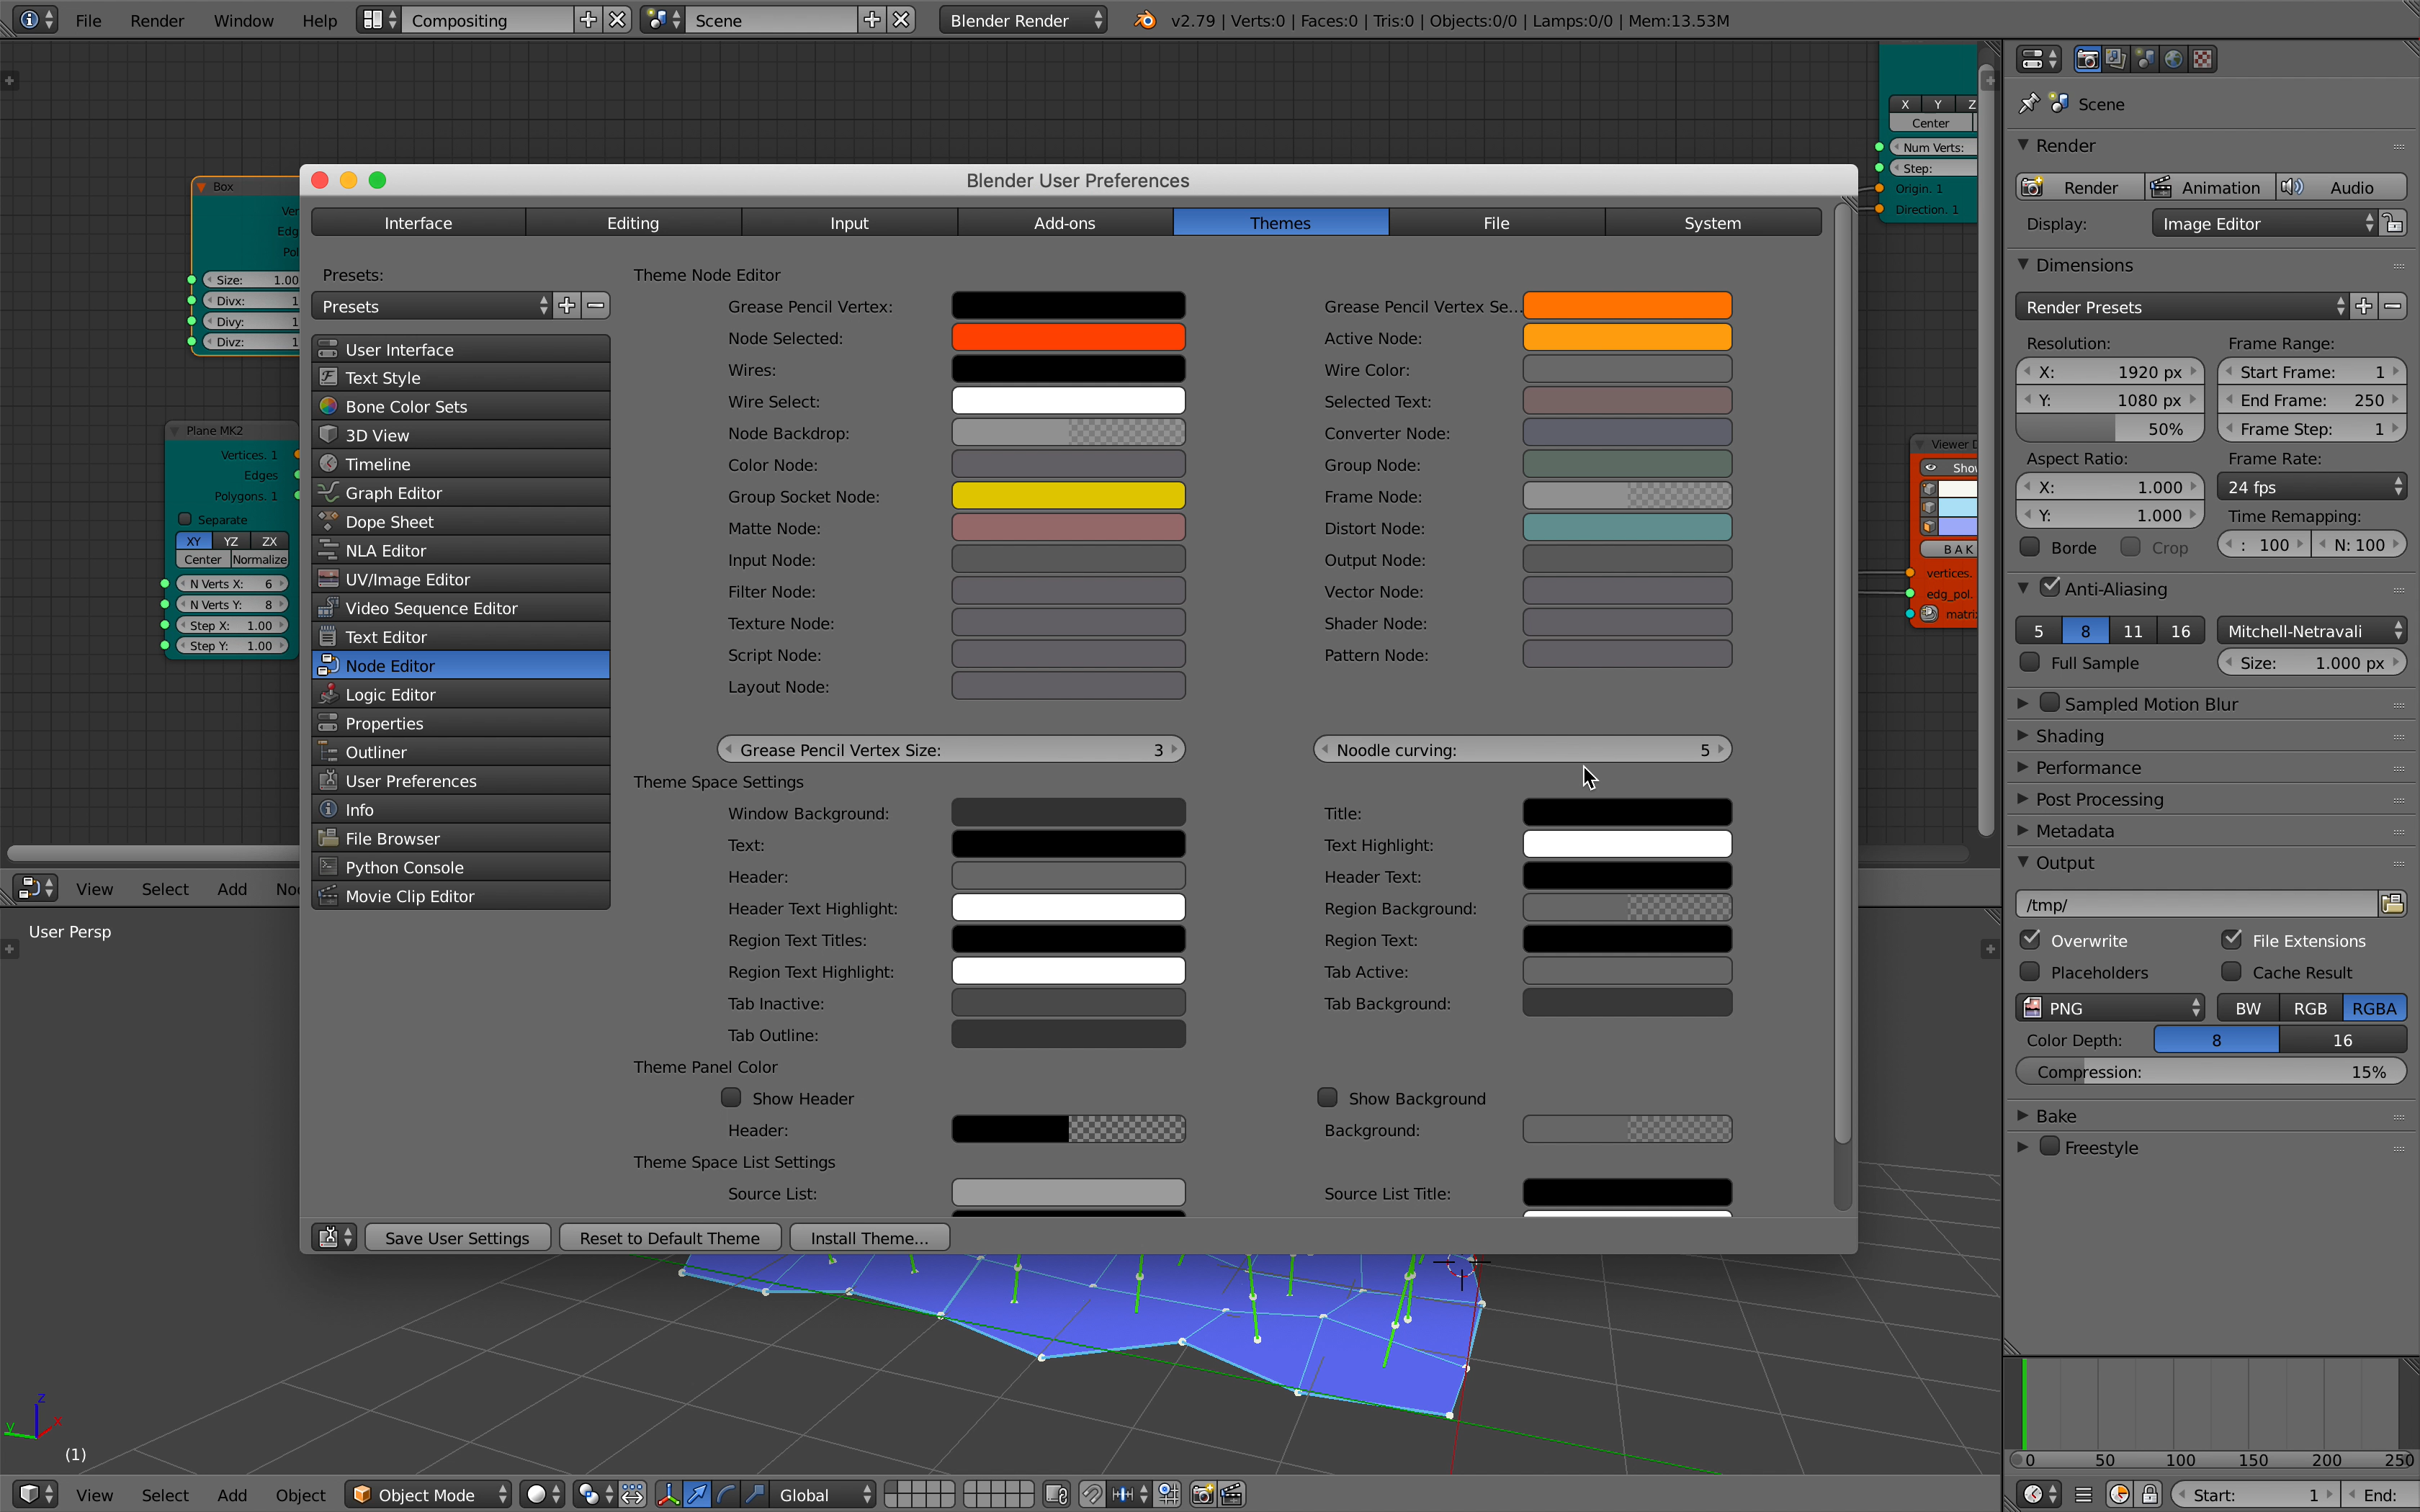 File Render Window Help Compositing Scene Blender Render v2.79 | Verts:0 | Faces:0 | Tris:0 | Objects:0/0 | Lamps:0/0 | Mem:13.53M
Box
Size: 1.00
Divx: 1
Divy: 1
Divz: 1
Plane MK2
Vertices. 1
Edges
Polygons. 1
Separate
XY YZ ZX
Center Normalize
N Verts X: 6
N Verts Y: 8
Step X: 1.00
Step Y: 1.00
View Select Add
Blender User Preferences
Interface Editing Input Add-ons Themes File System
Presets:
Presets
User Interface
Text Style
Bone Color Sets
3D View
Timeline
Graph Editor
Dope Sheet
NLA Editor
UV/Image Editor
Video Sequence Editor
Text Editor
Node Editor
Logic Editor
Properties
Outliner
User Preferences
Info
File Browser
Python Console
Movie Clip Editor
Theme Node Editor
Grease Pencil Vertex: Grease Pencil Vertex Se...
Node Selected: Active Node:
Wires: Wire Color:
Wire Select: Selected Text:
Node Backdrop: Converter Node:
Color Node: Group Node:
Group Socket Node: Frame Node:
Matte Node: Distort Node:
Input Node: Output Node:
Filter Node: Vector Node:
Texture Node: Shader Node:
Script Node: Pattern Node:
Layout Node:
Grease Pencil Vertex Size: 3 Noodle curving: 5
Theme Space Settings
Window Background: Title:
Text: Text Highlight:
Header: Header Text:
Header Text Highlight: Region Background:
Region Text Titles: Region Text:
Region Text Highlight: Tab Active:
Tab Inactive: Tab Background:
Tab Outline:
Theme Panel Color
Show Header Show Background
Header: Background:
Theme Space List Settings
Source List: Source List Title:
Save User Settings Reset to Default Theme Install Theme...
X Y Z
Center
Num Verts:
Step:
Origin. 1
Direction. 1
Viewer D
Show
B A K
vertices.
edg_pol.
matri
Scene
Render
Render Animation Audio
Display: Image Editor
Dimensions
Render Presets
Resolution: Frame Range:
X: 1920 px Start Frame: 1
Y: 1080 px End Frame: 250
50% Frame Step: 1
Aspect Ratio: Frame Rate:
X: 1.000 24 fps
Y: 1.000 Time Remapping:
Borde Crop : 100 N: 100
Anti-Aliasing
5 8 11 16 Mitchell-Netravali
Full Sample Size: 1.000 px
Sampled Motion Blur
Shading
Performance
Post Processing
Metadata
Output
/tmp/
Overwrite File Extensions
Placeholders Cache Result
PNG BW RGB RGBA
Color Depth: 8 16
Compression: 15%
Bake
Freestyle
User Persp
z
y x
(1)
View Select Add Object Object Mode Global
0 50 100 150 200 250
Start: 1 End: